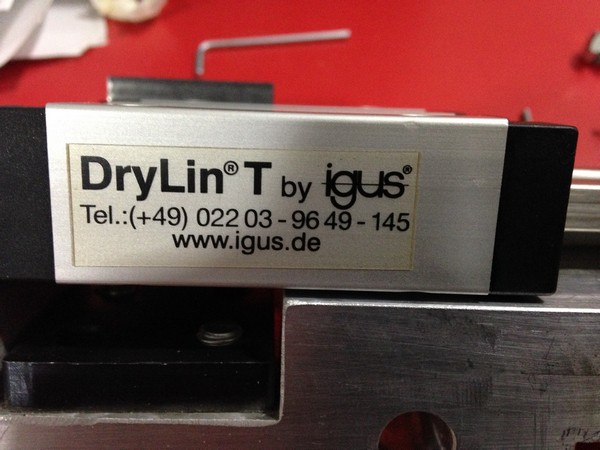 DryLin® T by igus®
Tel.:(+49) 022 03 - 96 49 - 145
www.igus.de